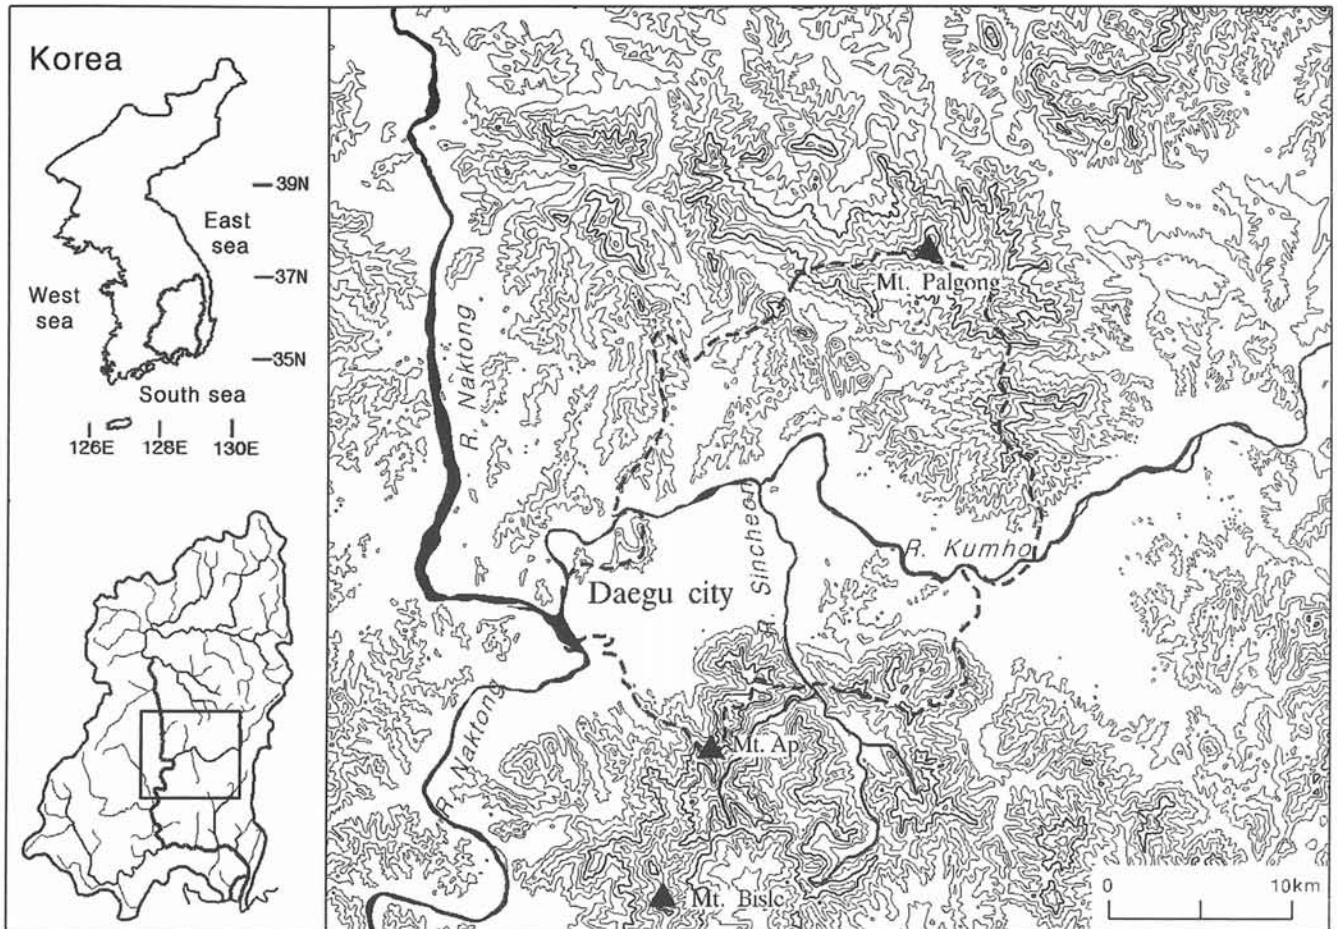 Korea
39N
East
sea
37N
West
sea
35N
South sea
126E 128E 130E
R. Naktong
Mt. Palgong
R. Sincheon
R. Kumho
Daegu city
R. Naktong
Mt. Ap.
Mt. Bisle.
0 10km